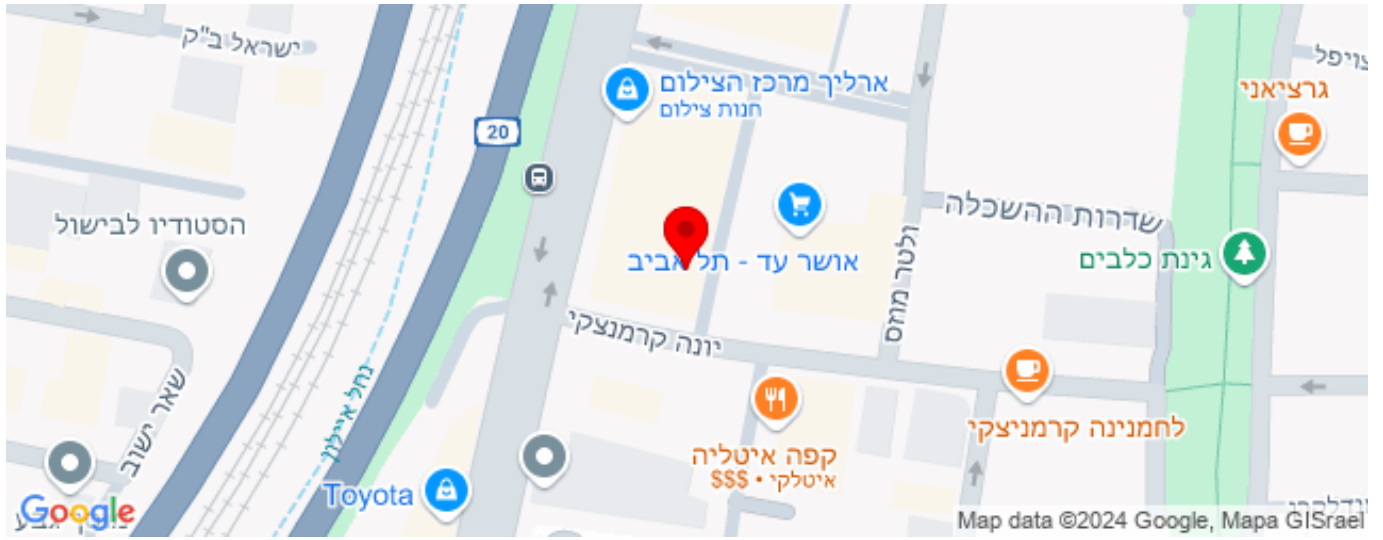 ישראל ב"ק
ארליך מרכז הצילום
חנות צילום
גרציאני
20
הסטודיו לבישול
שדרות ההשכלה
אושר עד - תל אביב
גינת כלבים
ולטר מוזס
יונה קרמנצקי
נחל איילון
שאר ישוב
לחמנינה קרמניצקי
קפה איטליה
איטלקי • $$$
Toyota
Google
Map data ©2024 Google, Mapa GISrael